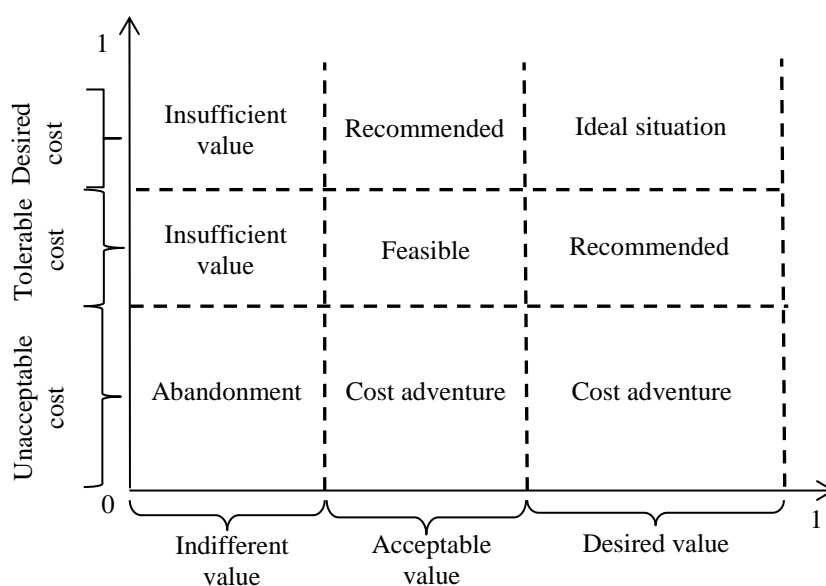 1
Desired
cost
Insufficient
value
Recommended
Ideal situation
Tolerable
cost
Insufficient
value
Feasible
Recommended
Unacceptable
cost
Abandonment
Cost adventure
Cost adventure
0
1
Indifferent
value
Acceptable
value
Desired value